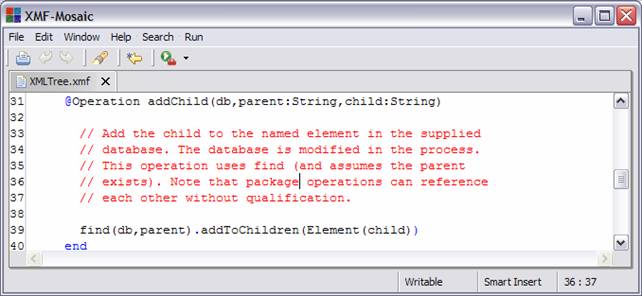 XMF-Mosaic
File Edit Window Help Search Run
XMLTree.xmf
31 @Operation addChild(db,parent:String,child:String)
32
33 // Add the child to the named element in the supplied
34 // database. The database is modified in the process.
35 // This operation uses find (and assumes the parent
36 // exists). Note that package operations can reference
37 // each other without qualification.
38
39 find(db,parent).addToChildren(Element(child))
40 end
Writable Smart Insert 36 : 37